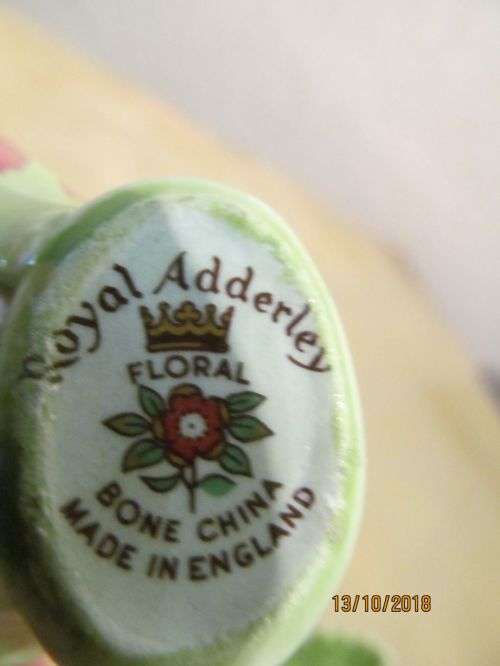 Royal Adderley
FLORAL
BONE CHINA
MADE IN ENGLAND
13/10/2018